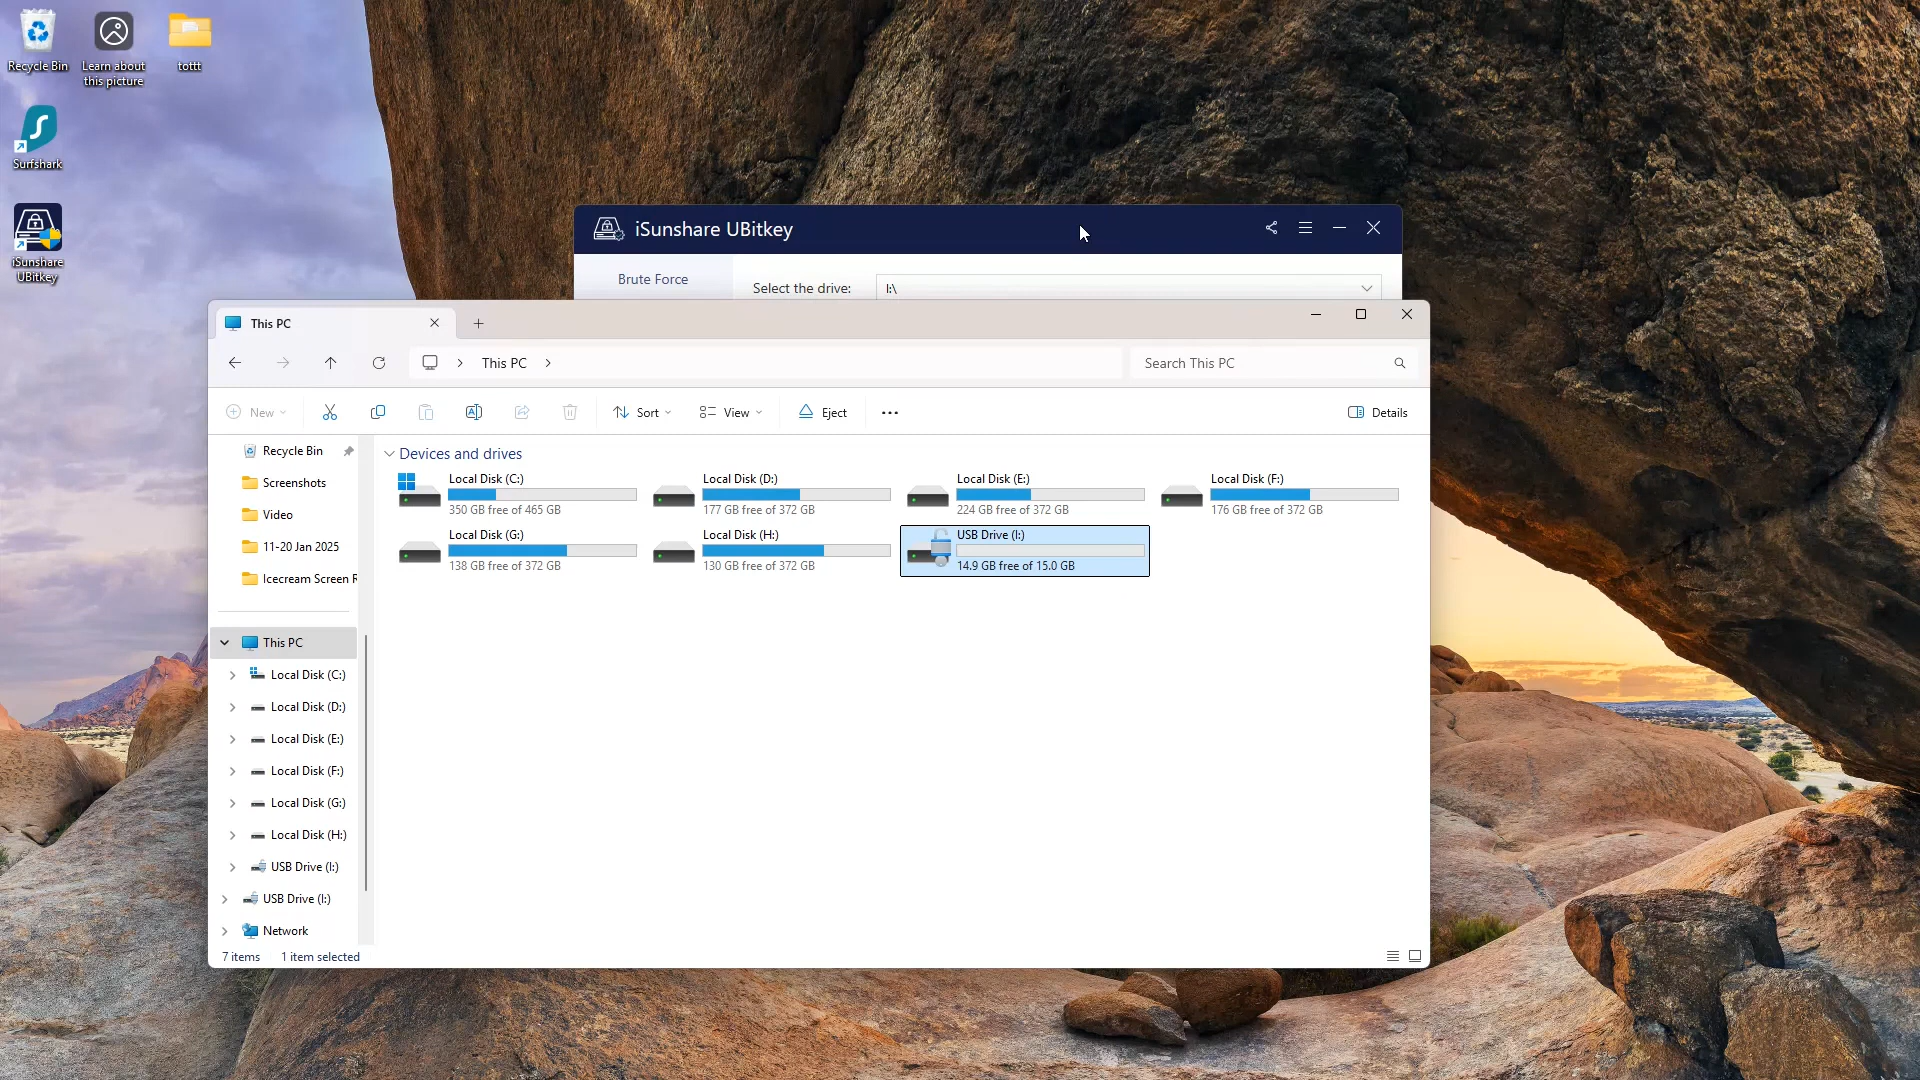 Recycle Bin
Learn about
this picture
tottt
Surfshark
iSunshare
UBitkey
iSunshare UBitkey
Brute Force
Select the drive:
I:\
This PC
This PC
Search This PC
New
Sort
View
Eject
Details
Recycle Bin
Screenshots
Video
11-20 Jan 2025
Icecream Screen R
This PC
Local Disk (C:)
Local Disk (D:)
Local Disk (E:)
Local Disk (F:)
Local Disk (G:)
Local Disk (H:)
USB Drive (I:)
USB Drive (I:)
Network
Devices and drives
Local Disk (C:)
350 GB free of 465 GB
Local Disk (D:)
177 GB free of 372 GB
Local Disk (E:)
224 GB free of 372 GB
Local Disk (F:)
176 GB free of 372 GB
Local Disk (G:)
138 GB free of 372 GB
Local Disk (H:)
130 GB free of 372 GB
USB Drive (I:)
14.9 GB free of 15.0 GB
7 items
1 item selected